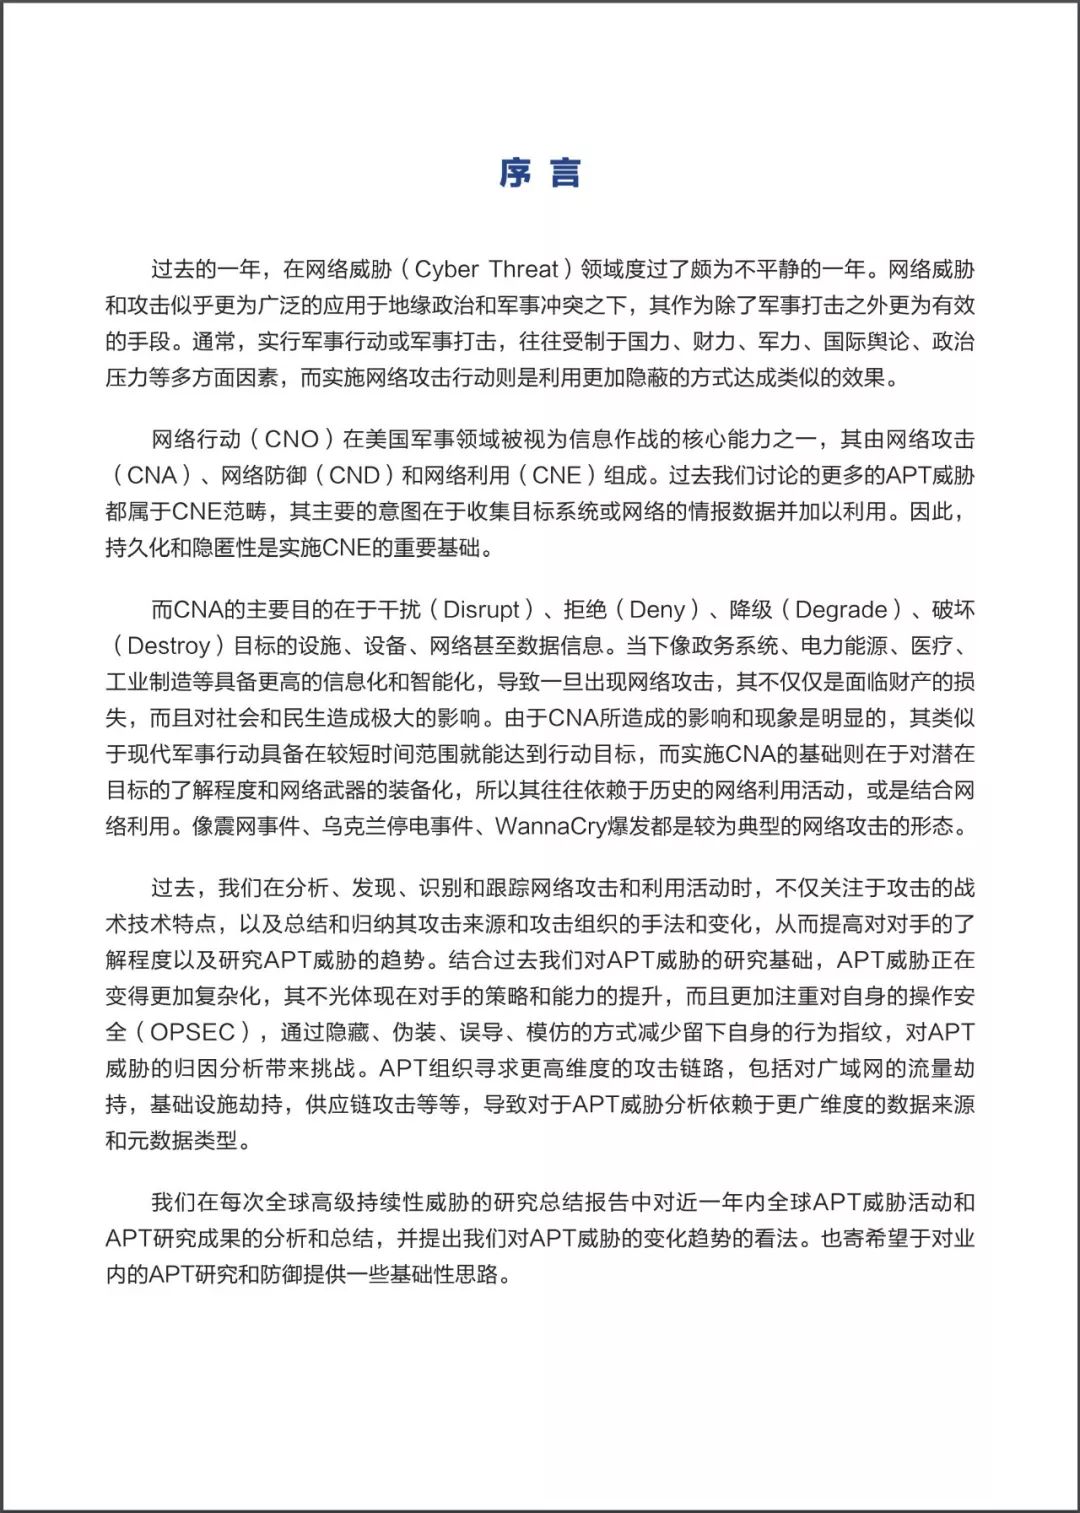 序 言
过去的一年，在网络威胁（Cyber Threat）领域度过了颇为不平静的一年。网络威胁
和攻击似乎更为广泛的应用于地缘政治和军事冲突之下，其作为除了军事打击之外更为有效
的手段。通常，实行军事行动或军事打击，往往受制于国力、财力、军力、国际舆论、政治
压力等多方面因素，而实施网络攻击行动则是利用更加隐蔽的方式达成类似的效果。
网络行动（CNO）在美国军事领域被视为信息作战的核心能力之一，其由网络攻击
（CNA）、网络防御（CND）和网络利用（CNE）组成。过去我们讨论的更多的APT威胁
都属于CNE范畴，其主要的意图在于收集目标系统或网络的情报数据并加以利用。因此，
持久化和隐匿性是实施CNE的重要基础。
而CNA的主要目的在于干扰（Disrupt）、拒绝（Deny）、降级（Degrade）、破坏
（Destroy）目标的设施、设备、网络甚至数据信息。当下像政务系统、电力能源、医疗、
工业制造等具备更高的信息化和智能化，导致一旦出现网络攻击，其不仅仅是面临财产的损
失，而且对社会和民生造成极大的影响。由于CNA所造成的影响和现象是明显的，其类似
于现代军事行动具备在较短时间范围就能达到行动目标，而实施CNA的基础则在于对潜在
目标的了解程度和网络武器的装备化，所以其往往依赖于历史的网络利用活动，或是结合网
络利用。像震网事件、乌克兰停电事件、WannaCry爆发都是较为典型的网络攻击的形态。
过去，我们在分析、发现、识别和跟踪网络攻击和利用活动时，不仅关注于攻击的战
术技术特点，以及总结和归纳其攻击来源和攻击组织的手法和变化，从而提高对对手的了
解程度以及研究APT威胁的趋势。结合过去我们对APT威胁的研究基础，APT威胁正在
变得更加复杂化，其不光体现在对手的策略和能力的提升，而且更加注重对自身的操作安
全（OPSEC），通过隐藏、伪装、误导、模仿的方式减少留下自身的行为指纹，对APT
威胁的归因分析带来挑战。APT组织寻求更高维度的攻击链路，包括对广域网的流量劫
持，基础设施劫持，供应链攻击等等，导致对于APT威胁分析依赖于更广维度的数据来源
和元数据类型。
我们在每次全球高级持续性威胁的研究总结报告中对近一年内全球APT威胁活动和
APT研究成果的分析和总结，并提出我们对APT威胁的变化趋势的看法。也寄希望于对业
内的APT研究和防御提供一些基础性思路。